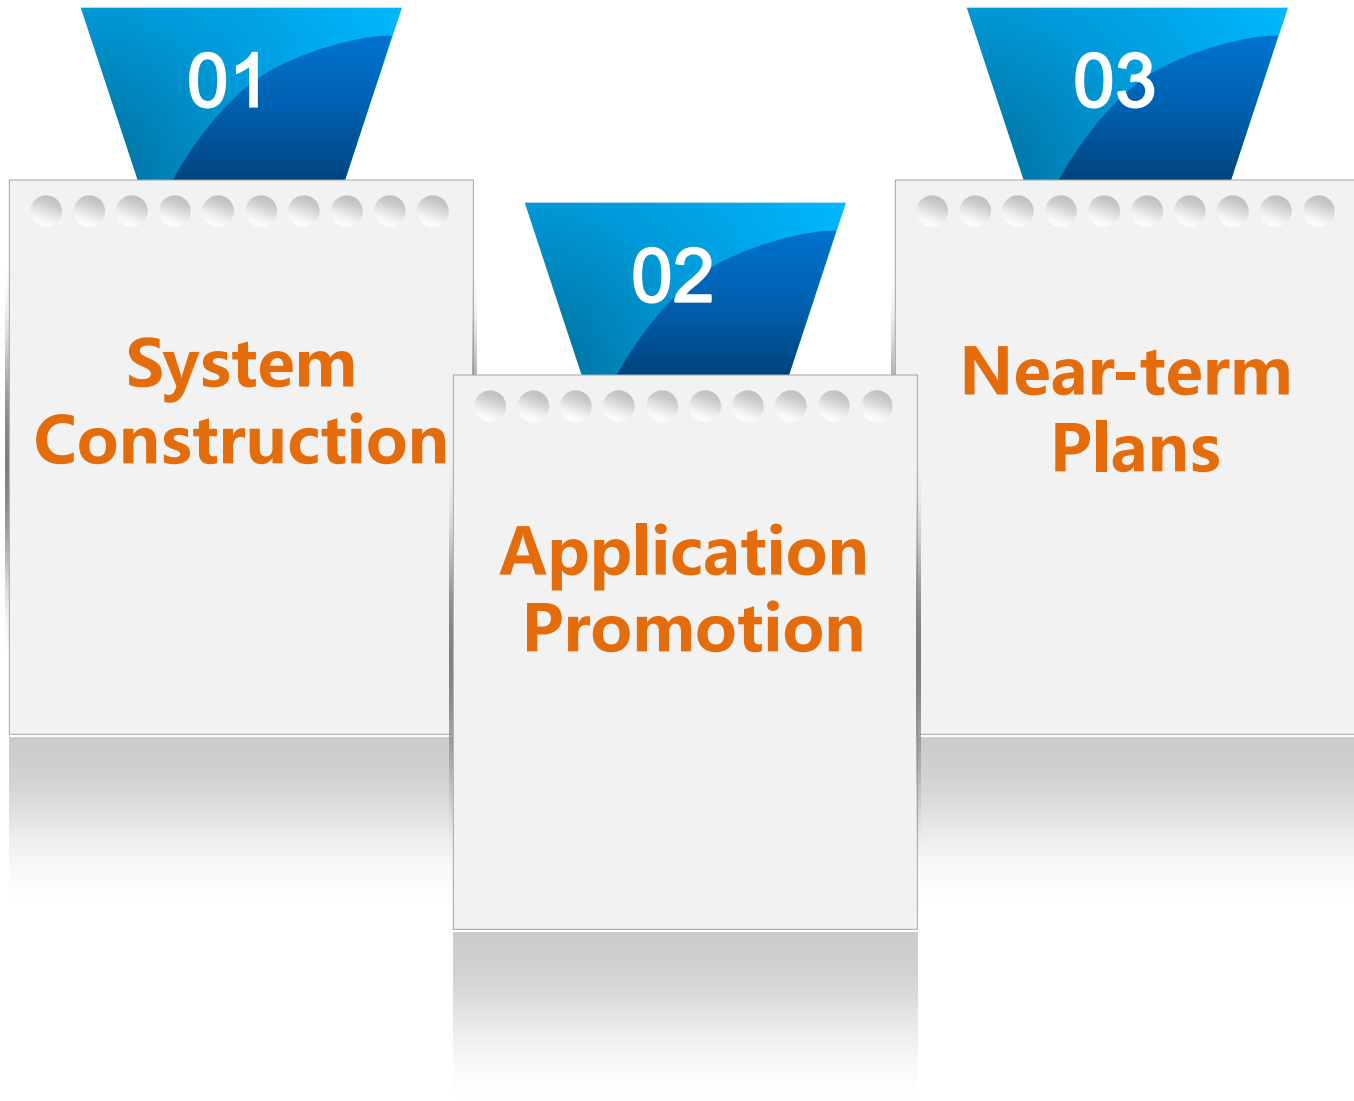 01
System
Construction
02
Application
Promotion
03
Near-term
Plans